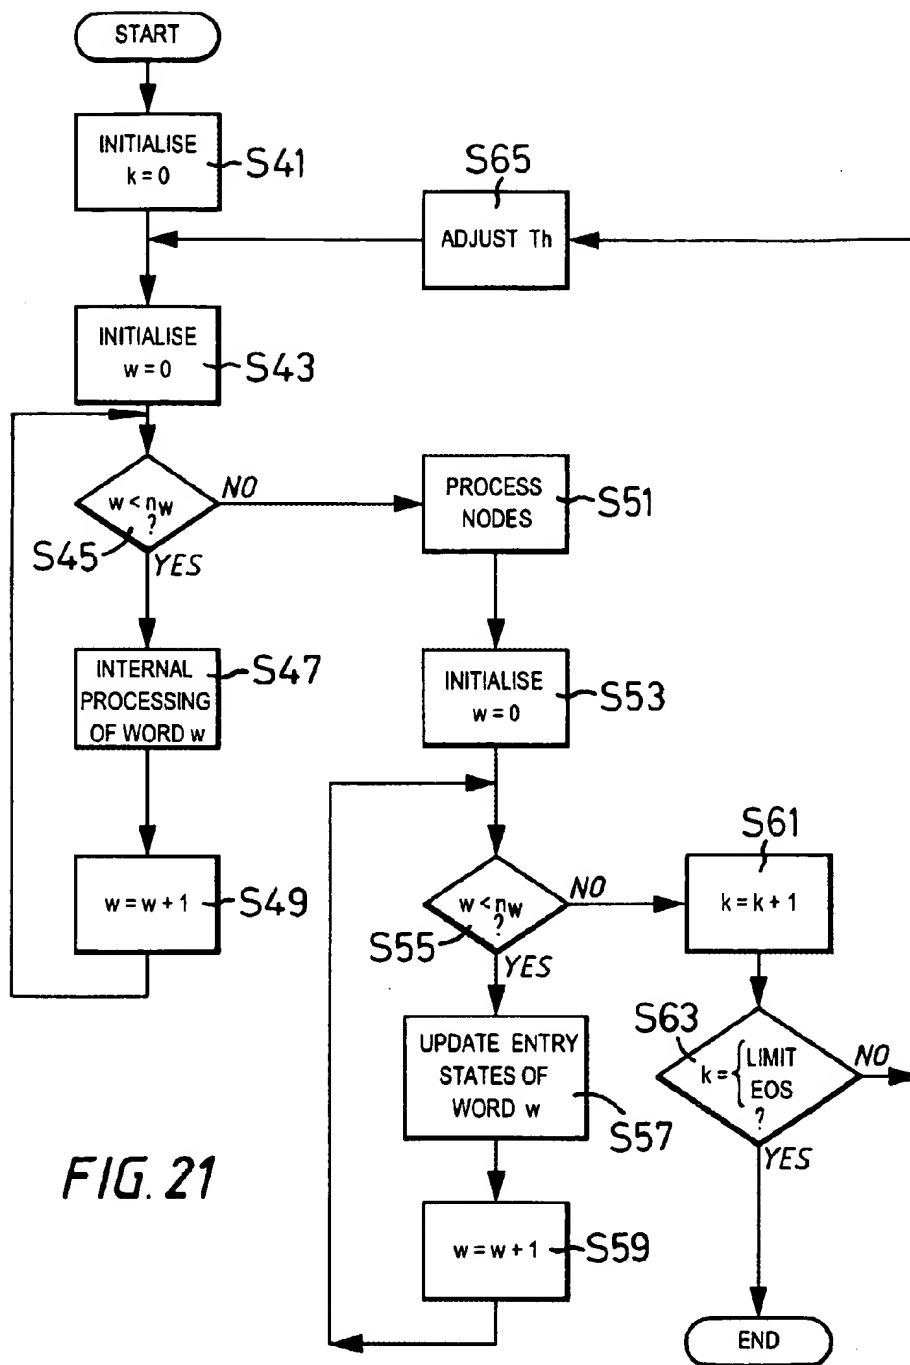 START
INITIALISE
k = 0
S41
S65
ADJUST Th
INITIALISE
w = 0
S43
w < nw
?
NO
S45
YES
PROCESS
NODES
S51
INTERNAL
PROCESSING
OF WORD w
S47
INITIALISE
w = 0
S53
w = w + 1
S49
w < nw
?
NO
S55
YES
S61
k = k + 1
UPDATE ENTRY
STATES OF
WORD w
S57
S63
k = { LIMIT
EOS
?
NO
YES
w = w + 1
S59
END
FIG. 21